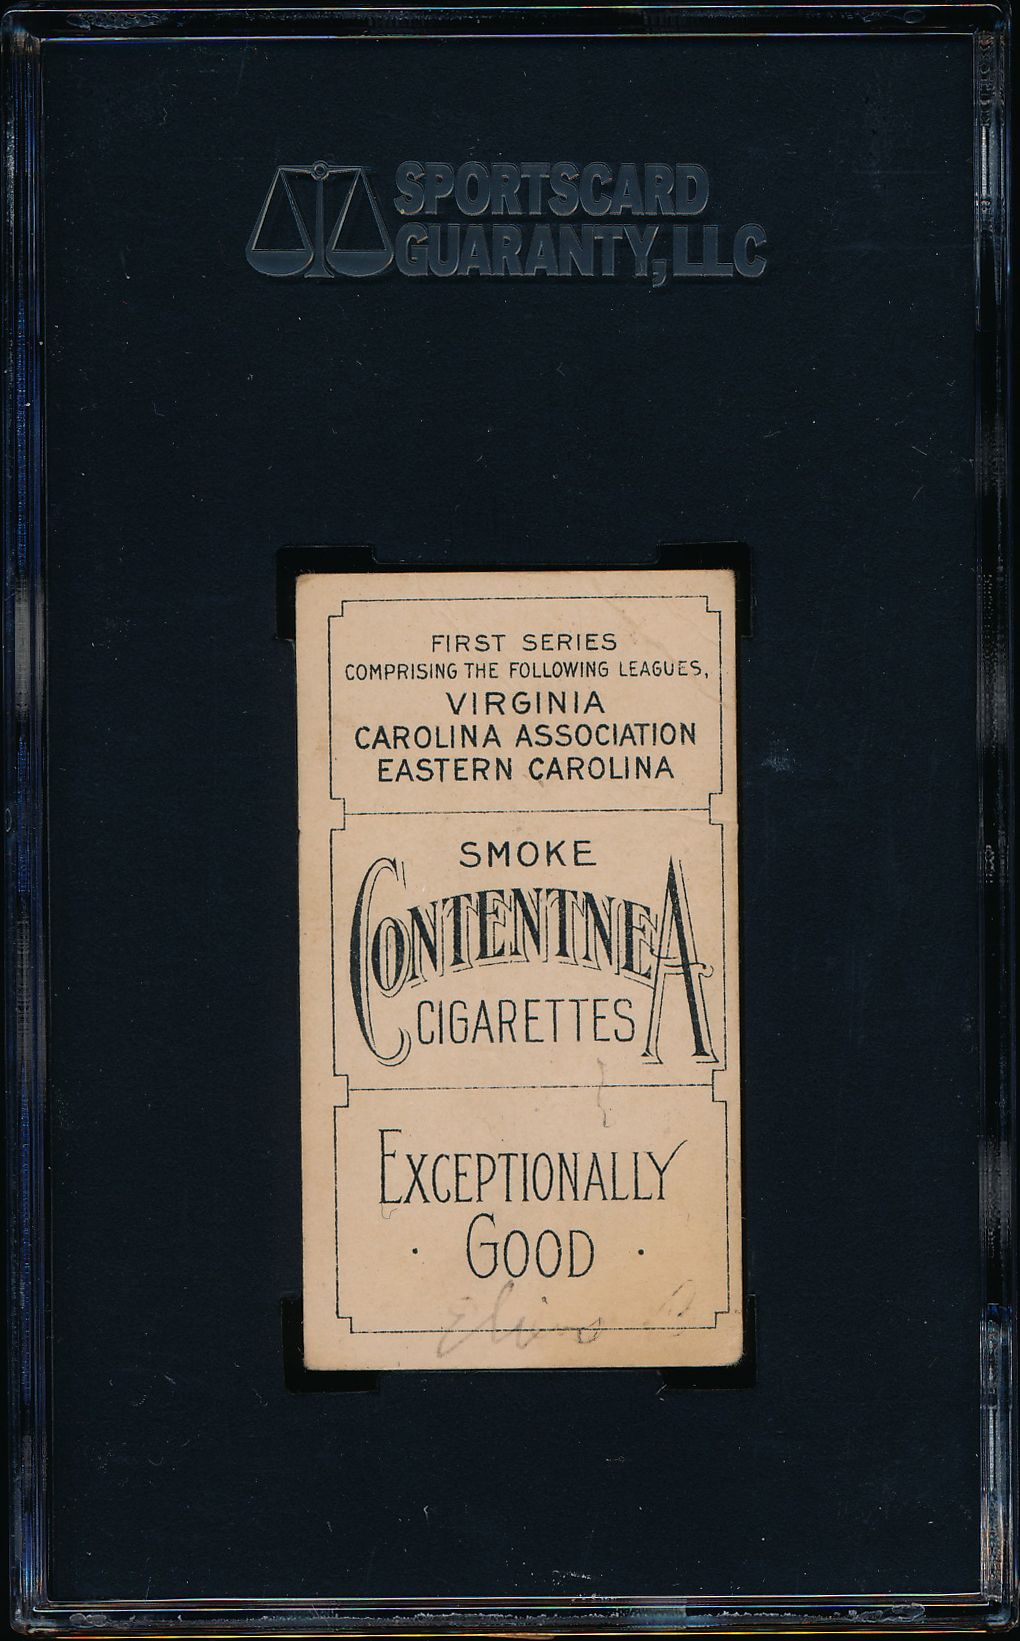 SPORTSCARD
GUARANTY, LLC
FIRST SERIES
COMPRISING THE FOLLOWING LEAGUES,
VIRGINIA
CAROLINA ASSOCIATION
EASTERN CAROLINA
SMOKE
CONTENTNEA
CIGARETTES
EXCEPTIONALLY
· GOOD ·